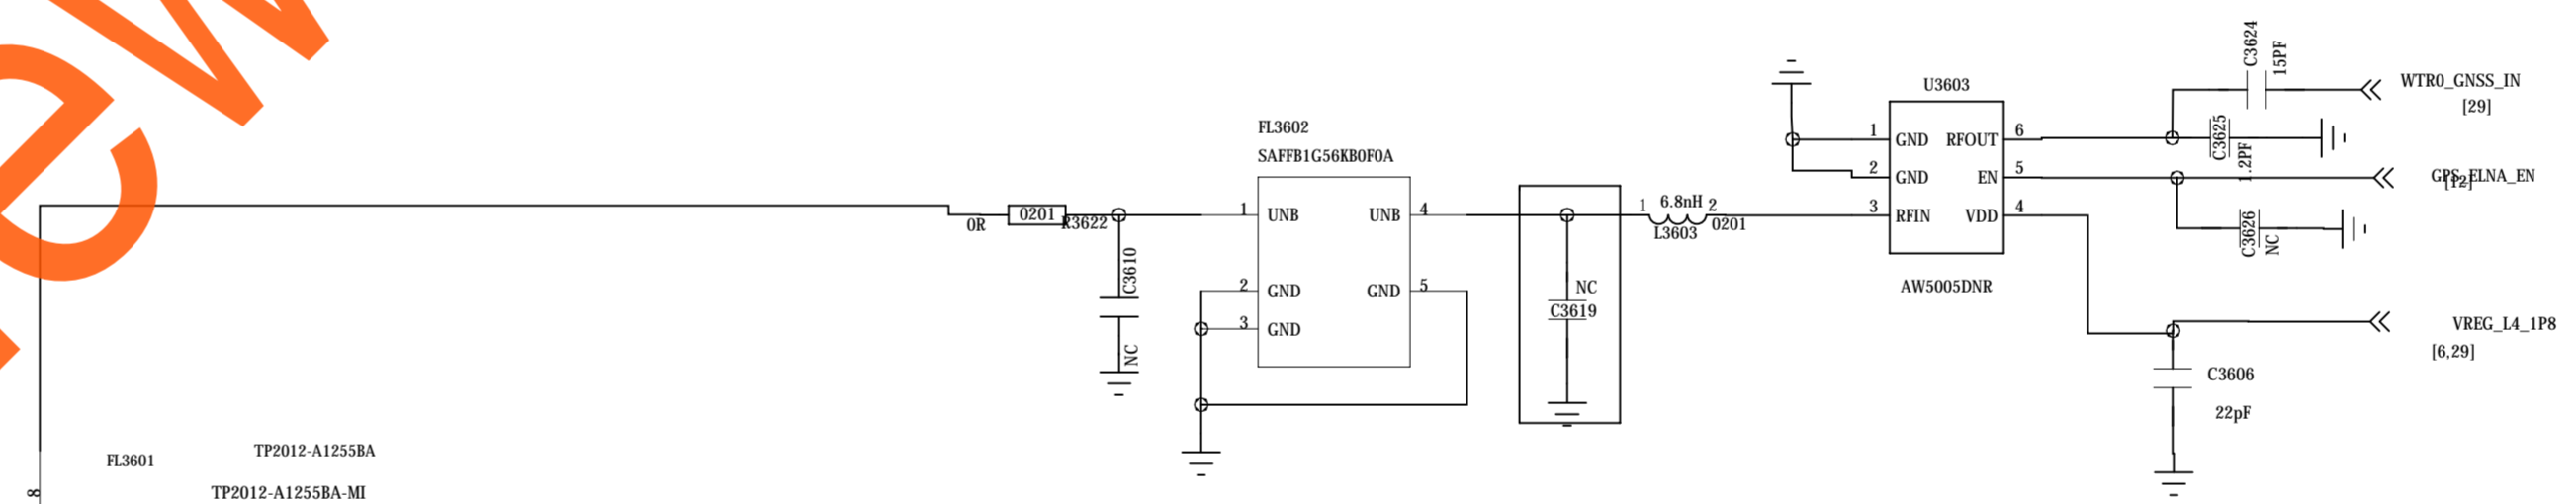 ew
C3624
15PF
WTR0_GNSS_IN
[29]
U3603
FL3602
SAFFB1G56KB0F0A
1 GND RFOUT 6
C3625
1.2PF
2 GND EN 5
GPS_ELNA_EN
[12]
0R
0201
R3622
1 UNB UNB 4
1 6.8nH 2
L3603
0201
3 RFIN VDD 4
C3626
NC
C3610
NC
2 GND GND 5
3 GND
NC
C3619
AW5005DNR
VREG_L4_1P8
[6,29]
C3606
22pF
FL3601
TP2012-A1255BA
TP2012-A1255BA-MI
8